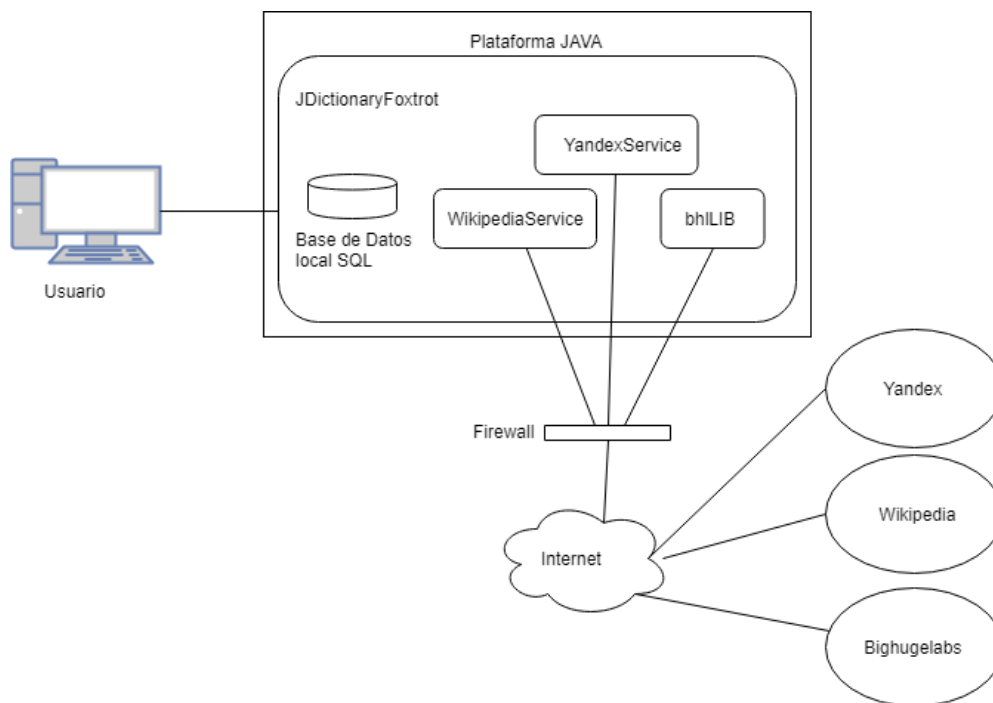 Plataforma JAVA
JDictionaryFoxtrot
YandexService
WikipediaService
bhlLIB
Base de Datos
local SQL
Usuario
Yandex
Firewall
Wikipedia
Internet
Bighugelabs